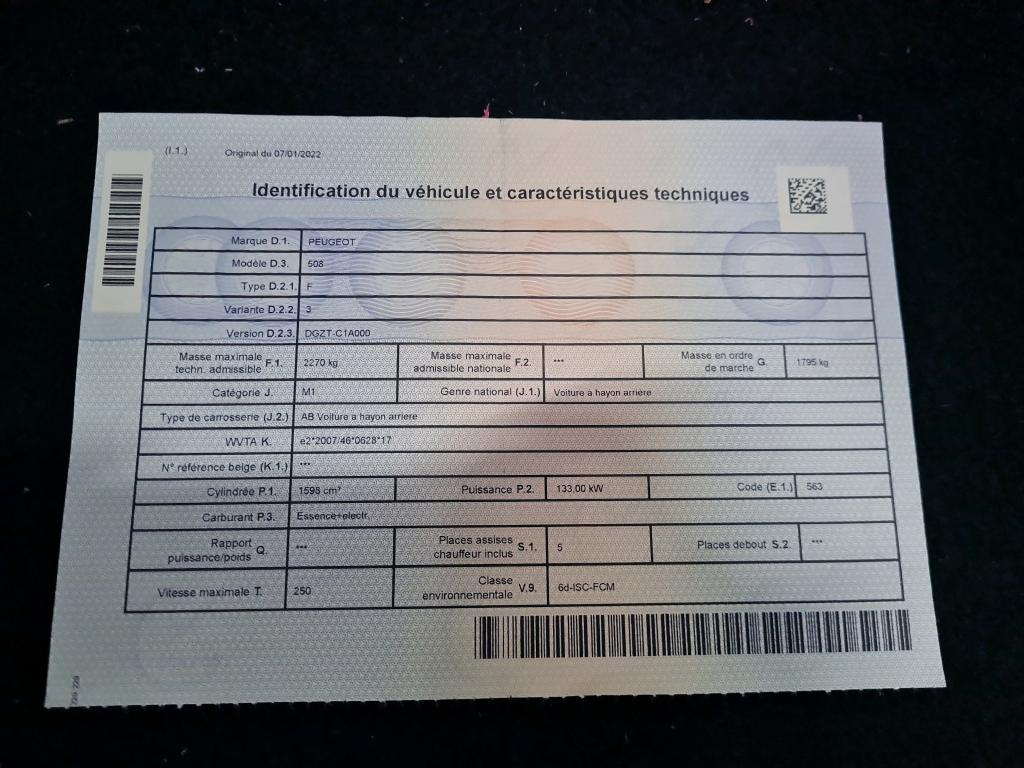 (I.1.) Original du 07/01/2022
Identification du véhicule et caractéristiques techniques
Marque D.1. PEUGEOT
Modèle D.3. 508
Type D.2.1. F
Variante D.2.2. 3
Version D.2.3. DGZT-C1A000
Masse maximale techn. admissible F.1. 2270 kg Masse maximale admissible nationale F.2. *** Masse en ordre de marche G. 1795 kg
Catégorie J. M1 Genre national (J.1.) Voiture à hayon arrière
Type de carrosserie (J.2.) AB Voiture à hayon arrière
WVTA K. e2*2007/46*0628*17
N° référence belge (K.1.) ***
Cylindrée P.1. 1598 cm³ Puissance P.2. 133,00 kW Code (E.1.) 563
Carburant P.3. Essence+electr.
Rapport puissance/poids Q. *** Places assises chauffeur inclus S.1. 5 Places debout S.2. ***
Vitesse maximale T. 250 Classe environnementale V.9. 6d-ISC-FCM